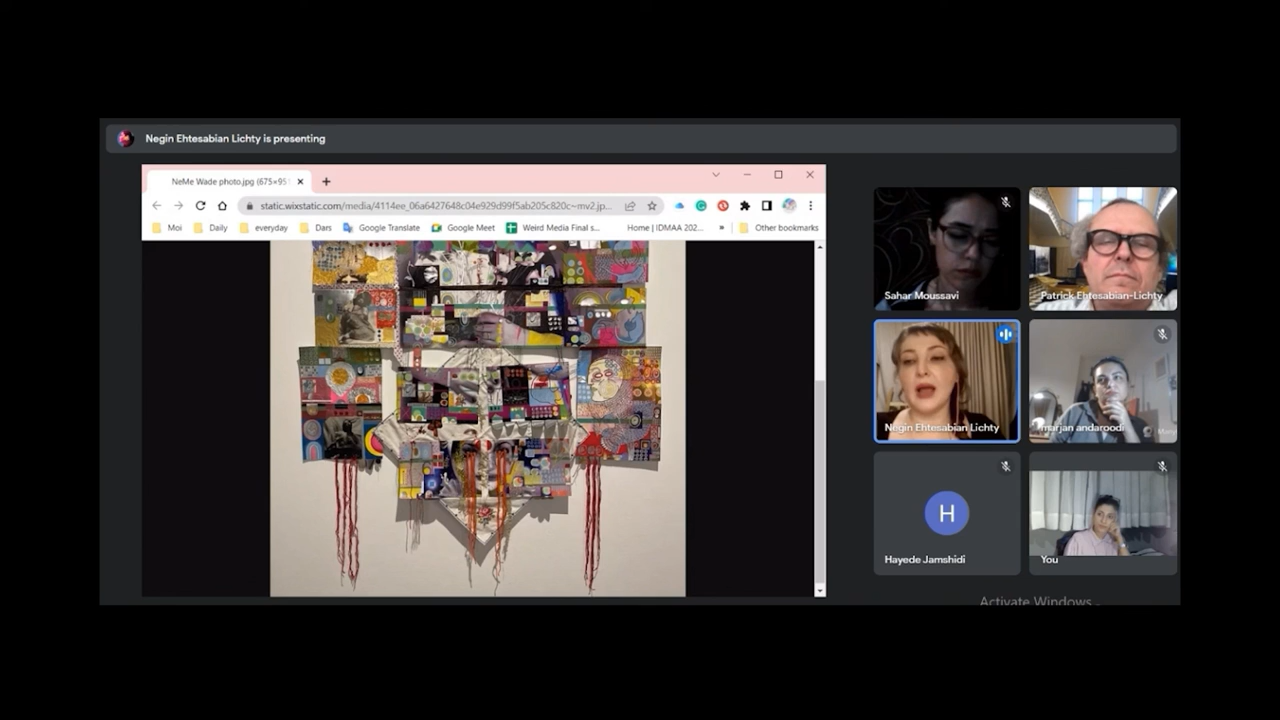 Negin Ehtesabian Lichty is presenting
NeMe Wade photo.jpg (675×951
static.wixstatic.com/media/4114ee_06a6427648c04e929d99f5ab205c820c~mv2.jp...
Moi Daily everyday Dars Google Translate Google Meet Weird Media Final s... Home | IDMAA 202... » Other bookmarks
Sahar Moussavi
Patrick Ehtesabian-Lichty
Negin Ehtesabian Lichty
marjan andaroodi
H
Hayede Jamshidi
You
Activate Windows